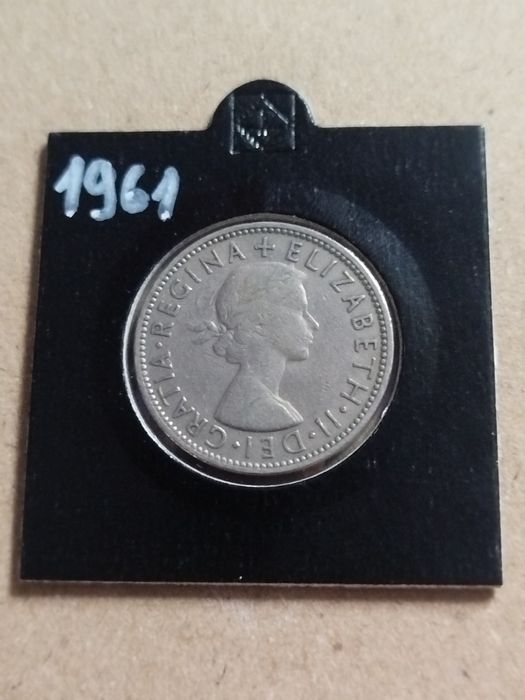 1961
+ ELIZABETH · II · DEI · GRATIA · REGINA